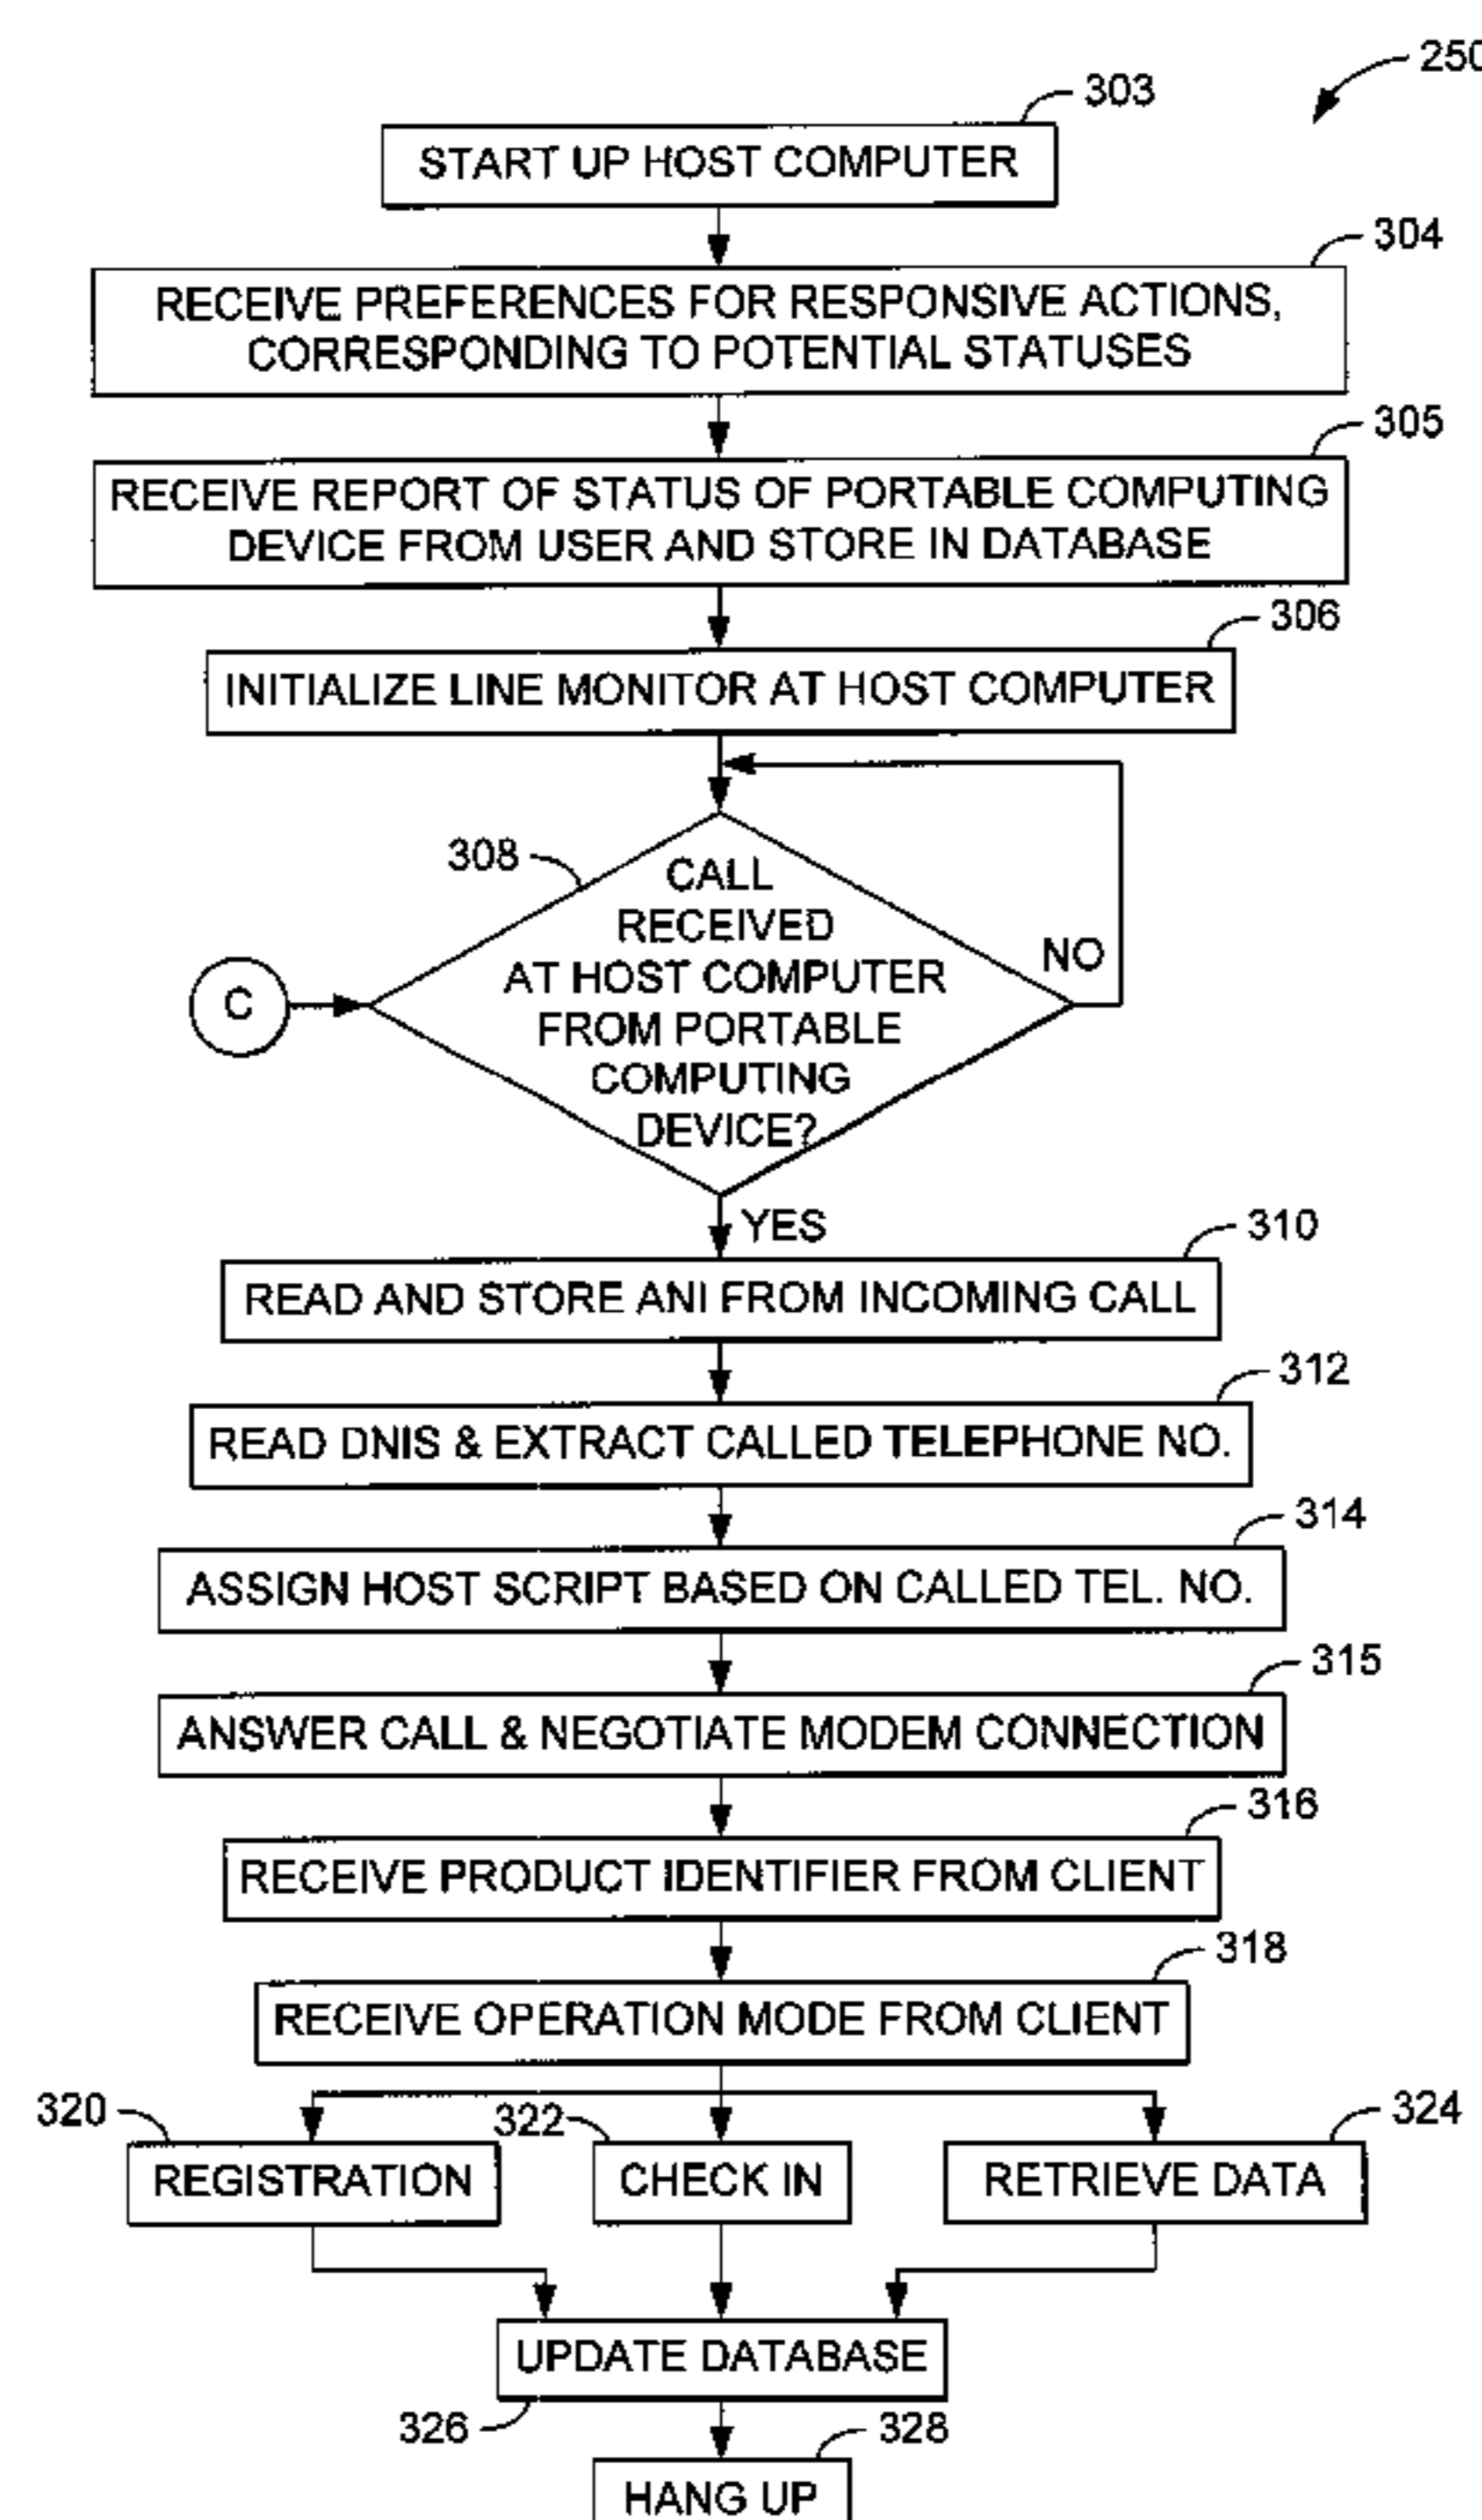 250
303
START UP HOST COMPUTER
304
RECEIVE PREFERENCES FOR RESPONSIVE ACTIONS,
CORRESPONDING TO POTENTIAL STATUSES
305
RECEIVE REPORT OF STATUS OF PORTABLE COMPUTING
DEVICE FROM USER AND STORE IN DATABASE
306
INITIALIZE LINE MONITOR AT HOST COMPUTER
308
CALL
RECEIVED
AT HOST COMPUTER
FROM PORTABLE
COMPUTING
DEVICE?
NO
C
YES
310
READ AND STORE ANI FROM INCOMING CALL
312
READ DNIS & EXTRACT CALLED TELEPHONE NO.
314
ASSIGN HOST SCRIPT BASED ON CALLED TEL. NO.
315
ANSWER CALL & NEGOTIATE MODEM CONNECTION
316
RECEIVE PRODUCT IDENTIFIER FROM CLIENT
318
RECEIVE OPERATION MODE FROM CLIENT
320
REGISTRATION
322
CHECK IN
324
RETRIEVE DATA
UPDATE DATABASE
326
328
HANG UP